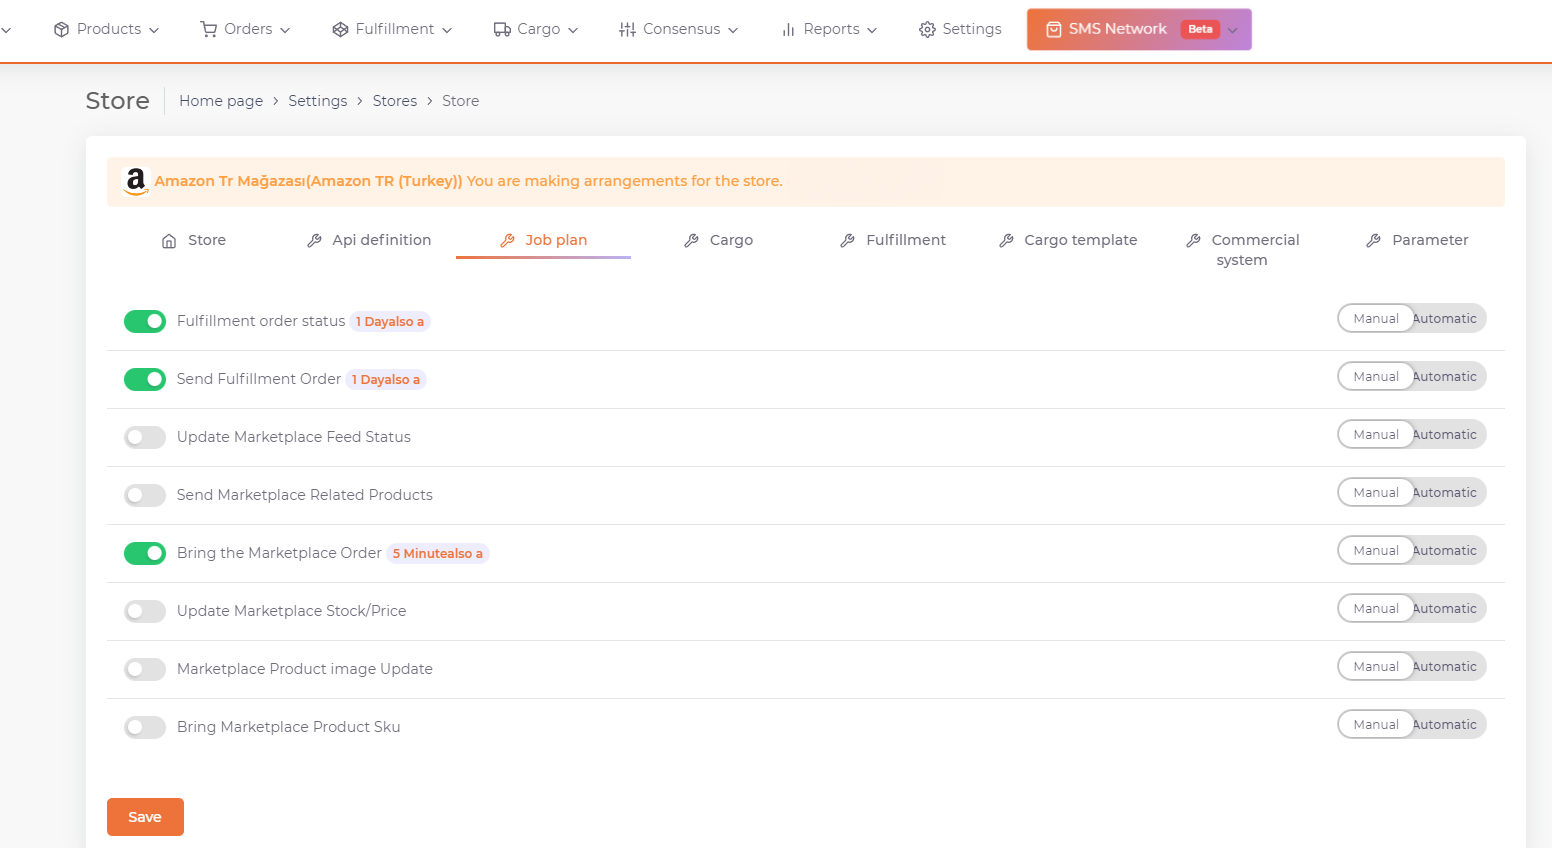 Products Orders Fulfillment Cargo Consensus Reports Settings SMS Network Beta
Store Home page > Settings > Stores > Store
Amazon Tr Mağazası(Amazon TR (Turkey)) You are making arrangements for the store.
Store Api definition Job plan Cargo Fulfillment Cargo template Commercial system Parameter
Fulfillment order status 1 Dayalso a Manual Automatic
Send Fulfillment Order 1 Dayalso a Manual Automatic
Update Marketplace Feed Status Manual Automatic
Send Marketplace Related Products Manual Automatic
Bring the Marketplace Order 5 Minutealso a Manual Automatic
Update Marketplace Stock/Price Manual Automatic
Marketplace Product image Update Manual Automatic
Bring Marketplace Product Sku Manual Automatic
Save